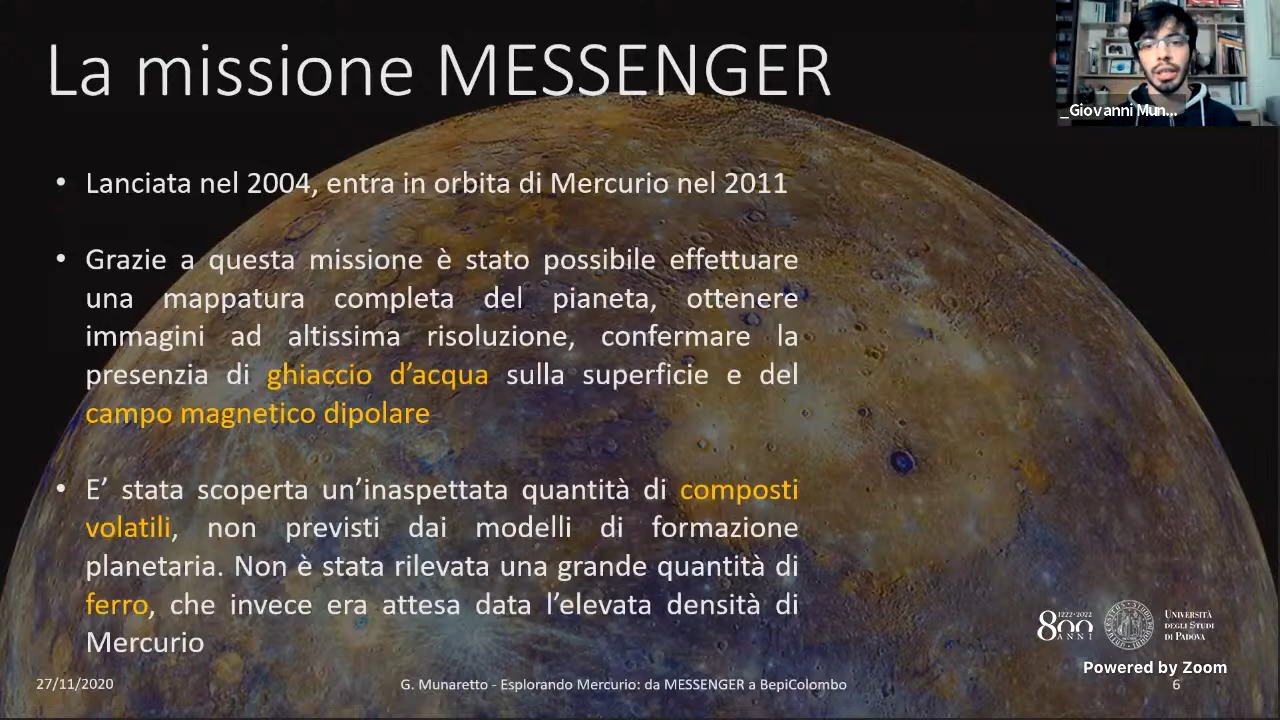 La missione MESSENGER
_Giovanni Mun...
• Lanciata nel 2004, entra in orbita di Mercurio nel 2011
• Grazie a questa missione è stato possibile effettuare
una mappatura completa del pianeta, ottenere
immagini ad altissima risoluzione, confermare la
presenzia di ghiaccio d’acqua sulla superficie e del
campo magnetico dipolare
• E’ stata scoperta un’inaspettata quantità di composti
volatili, non previsti dai modelli di formazione
planetaria. Non è stata rilevata una grande quantità di
ferro, che invece era attesa data l’elevata densità di
Mercurio
1222•2022
800
ANNI
Università
degli Studi
di Padova
Powered by Zoom
27/11/2020
G. Munaretto - Esplorando Mercurio: da MESSENGER a BepiColombo
6